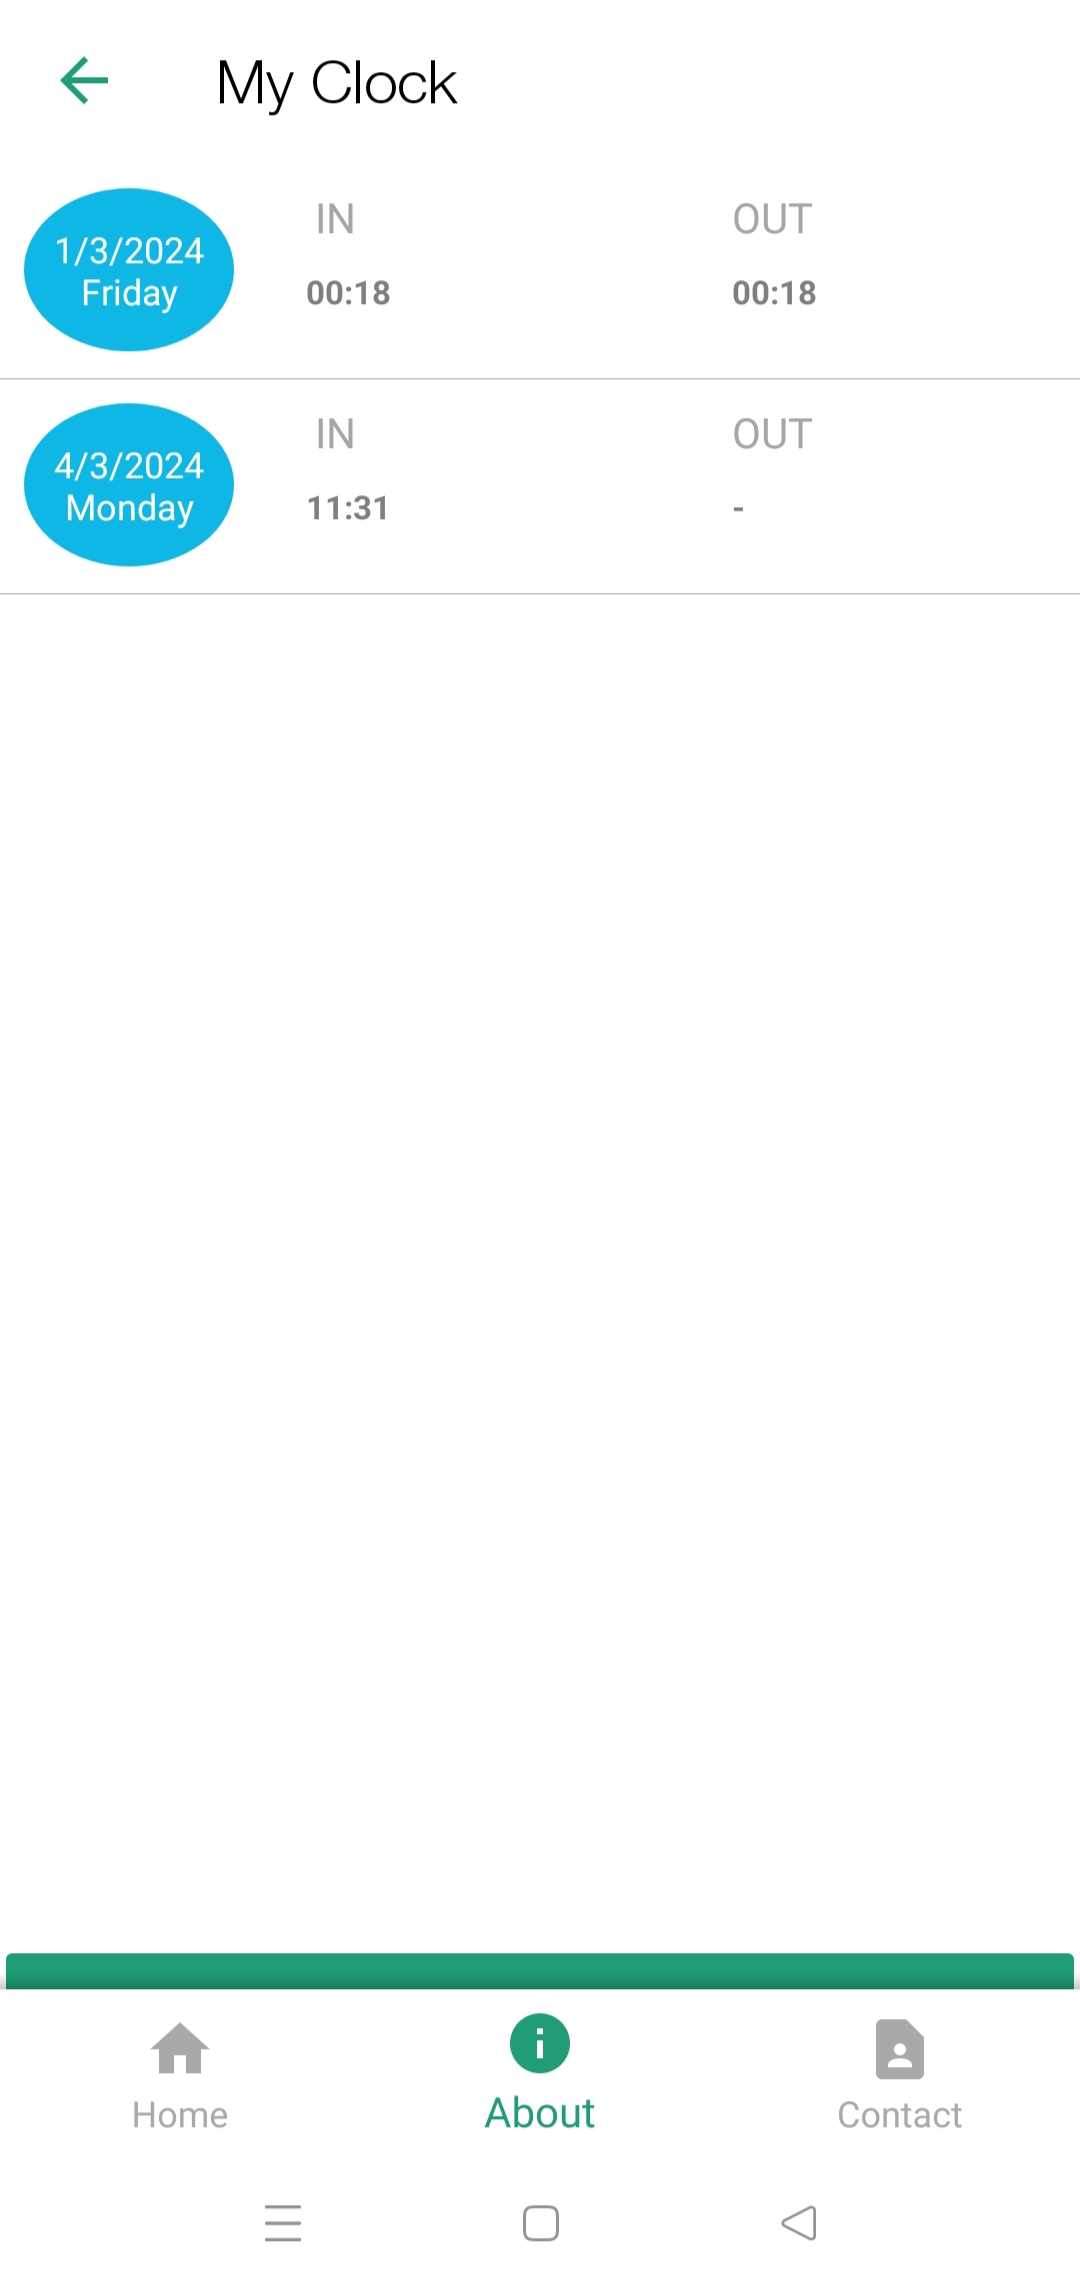 My Clock
1/3/2024
Friday
IN
00:18
OUT
00:18
4/3/2024
Monday
IN
11:31
OUT
-
Home
About
Contact